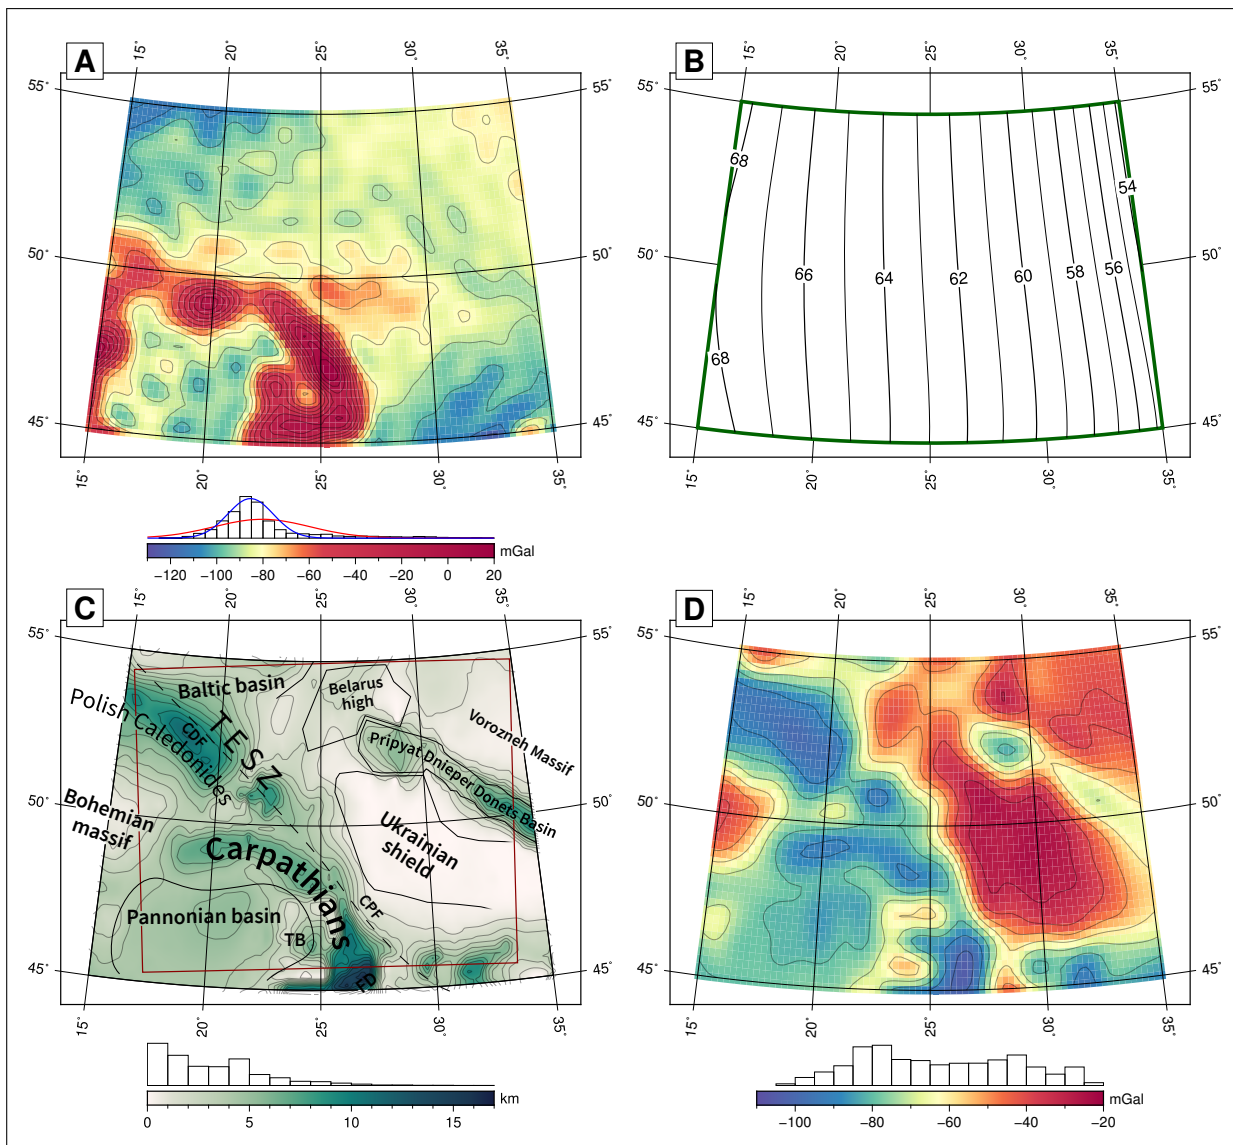 A
15° 20° 25° 30° 35°
55° 55°
50° 50°
45° 45°
15° 20° 25° 30° 35°
−120 −100 −80 −60 −40 −20 0 20 mGal
B
15° 20° 25° 30° 35°
55° 55°
68
54
50° 50°
66 64 62 60 58 56
68
45° 45°
15° 20° 25° 30° 35°
C
15° 20° 25° 30° 35°
55° 55°
Baltic basin
Belarus
high
Polish Caledonides
CDF
TESZ
Vorozneh Massif
Pripyat Dnieper Donets Basin
50° 50°
Bohemian
massif
Carpathians
Ukrainian
shield
Pannonian basin
CPF
TB
FD
45° 45°
15° 20° 25° 30° 35°
0 5 10 15 km
D
15° 20° 25° 30° 35°
55° 55°
50° 50°
45° 45°
15° 20° 25° 30° 35°
−100 −80 −60 −40 −20 mGal